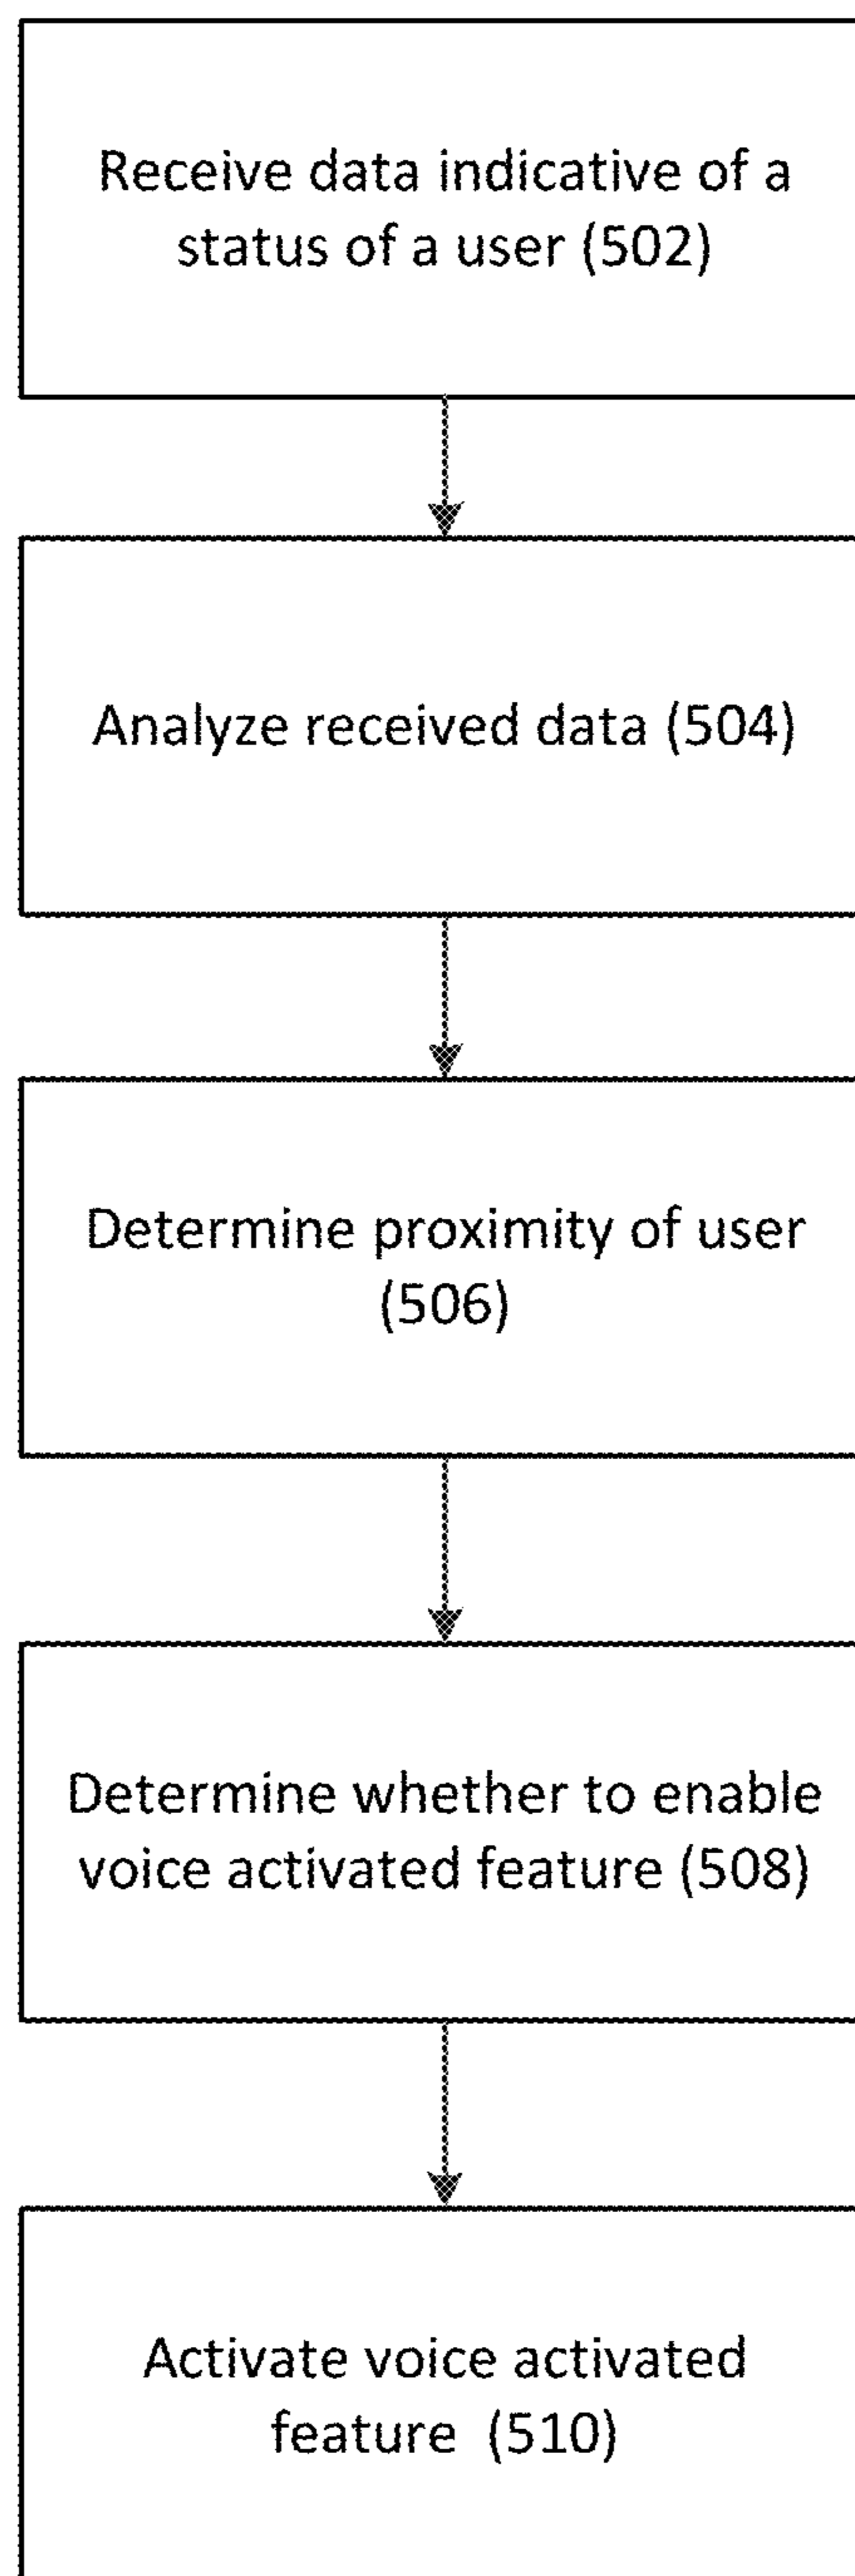 Receive data indicative of a
status of a user (502)
Analyze received data (504)
Determine proximity of user
(506)
Determine whether to enable
voice activated feature (508)
Activate voice activated
feature (510)